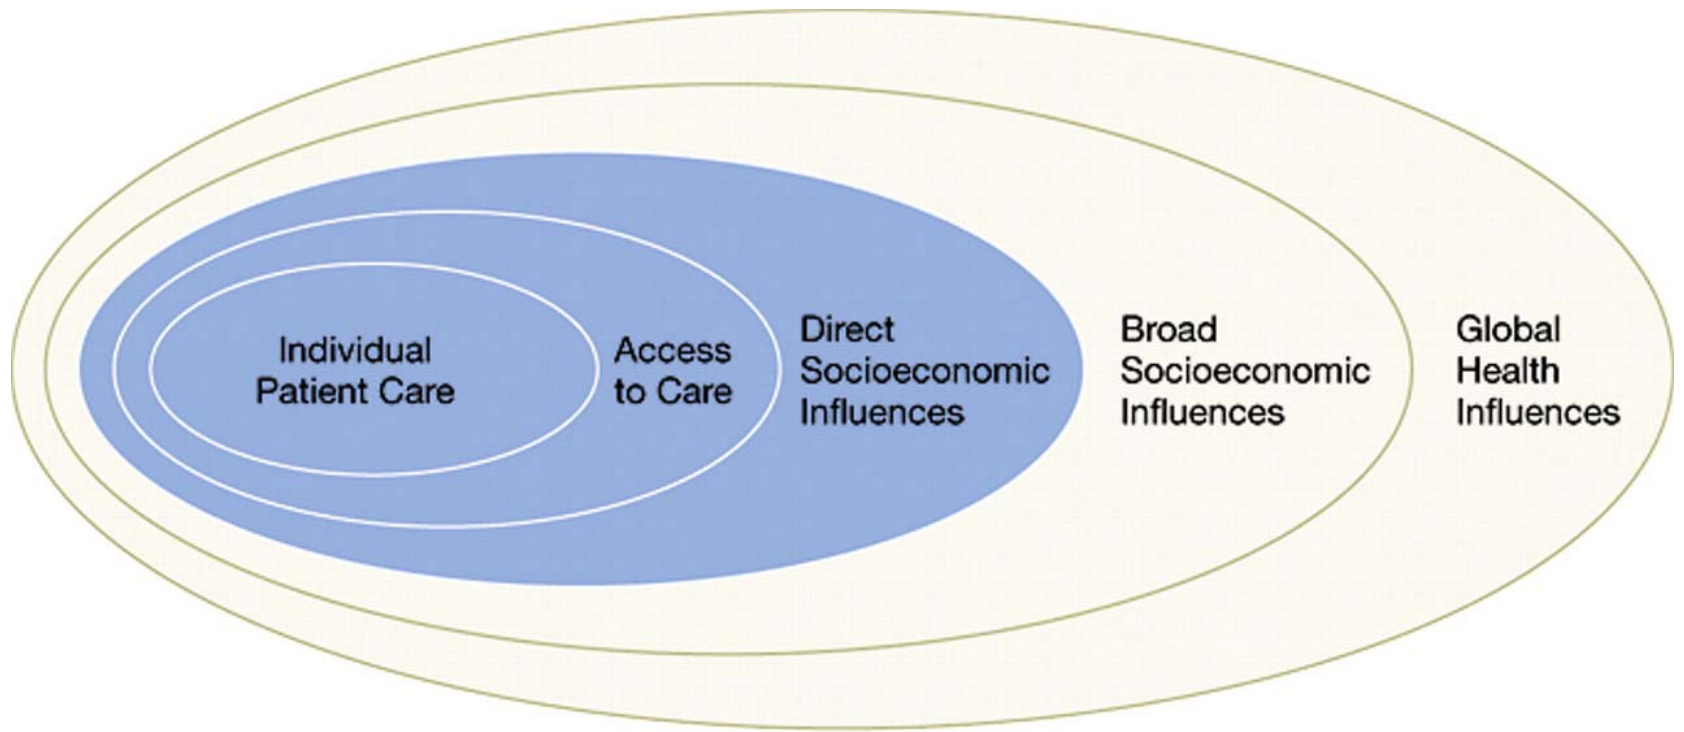 Individual
Patient Care
Access
to Care
Direct
Socioeconomic
Influences
Broad
Socioeconomic
Influences
Global
Health
Influences